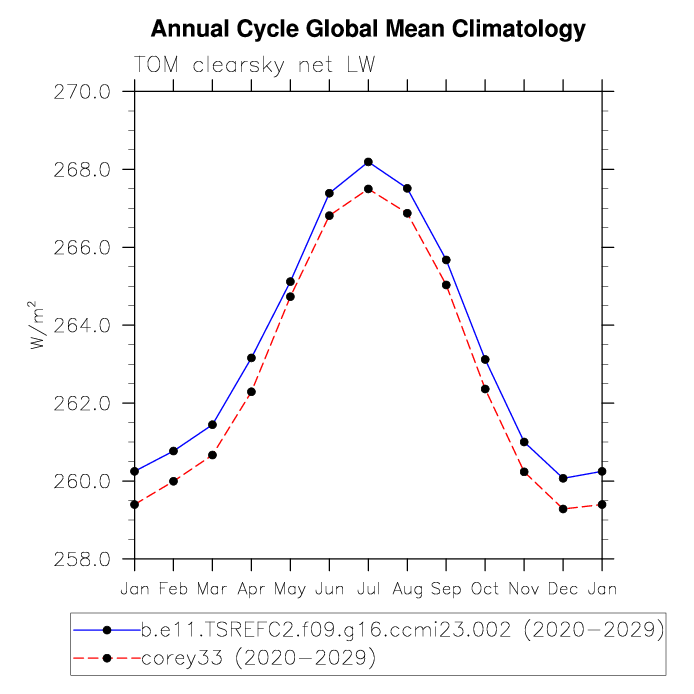 Annual Cycle Global Mean Climatology
TOM clearsky net LW
270.0
268.0
266.0
264.0
262.0
260.0
258.0
W/m²
Jan Feb Mar Apr May Jun Jul Aug Sep Oct Nov Dec Jan
b.e11.TSREFC2.f09.g16.ccmi23.002 (2020-2029)
corey33 (2020-2029)